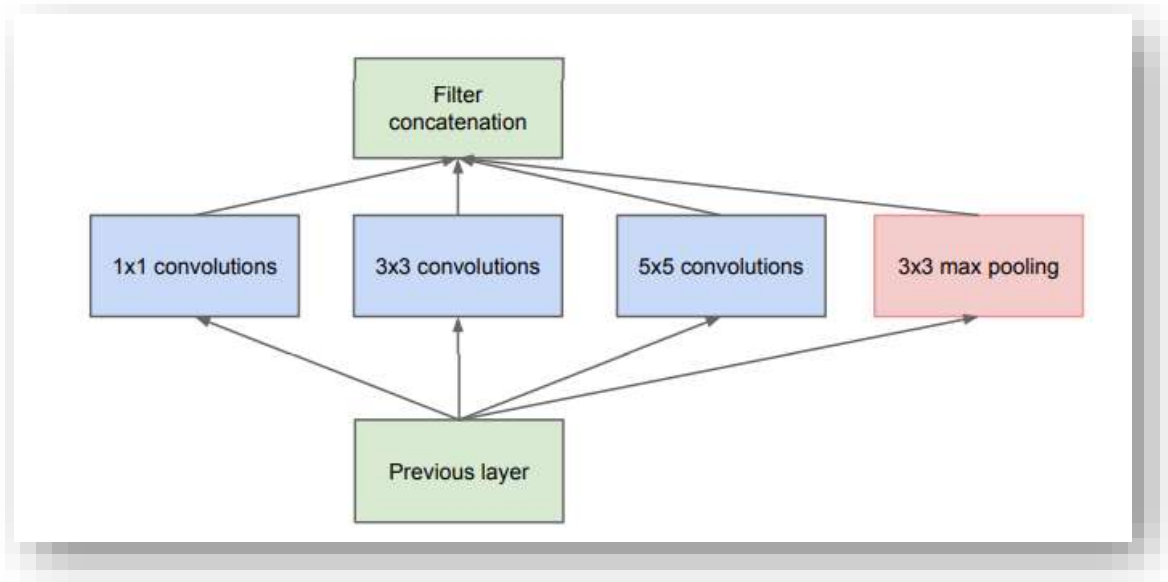 Filter
concatenation
1x1 convolutions
3x3 convolutions
5x5 convolutions
3x3 max pooling
Previous layer